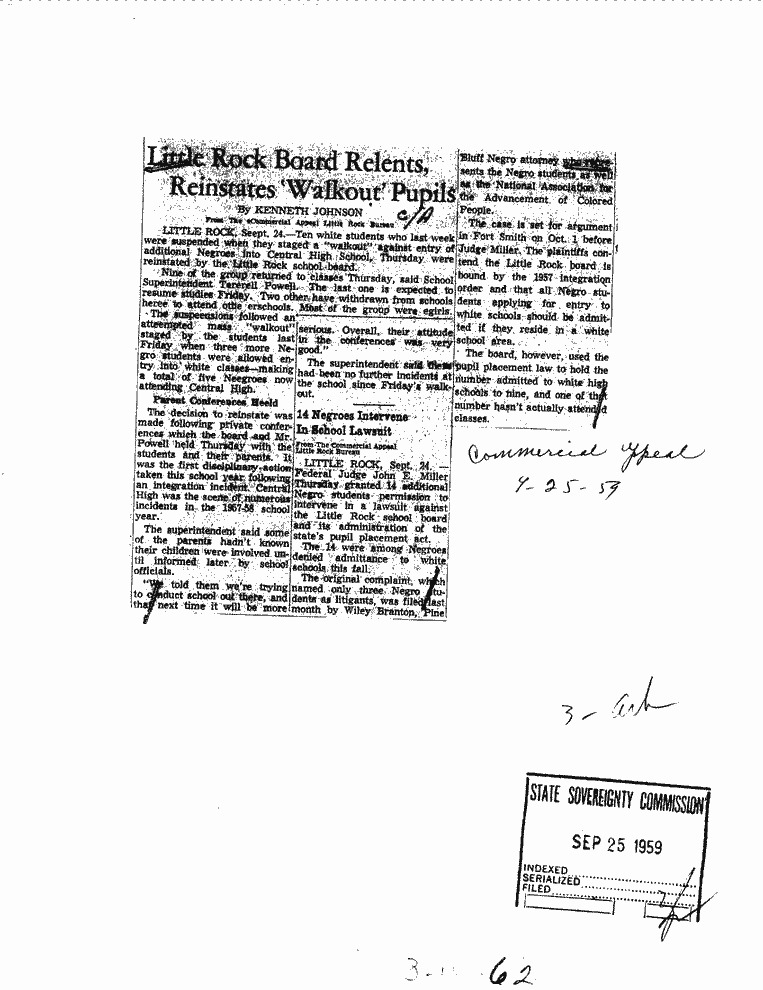 Little Rock Board Relents,
Reinstates 'Walkout' Pupils
By KENNETH JOHNSON
C/A
From The eCommercial Appeal Little Rock Bureau
LITTLE ROCK, Seept. 24.—Ten white students who last week
were suspended when they staged a "walkout" against entry of
additional Negroes into Central High School, Thursday were
reinstated by the Little Rock school board.
Nine of the group returned to classes Thursday, said School
Superintendent Tererell Powell. The last one is expected to
resume studies Friday. Two other have withdrawn from schools
heree to attend othe erschools. Most of the group were egirls.
The suspeensions followed an
atteempted mass "walkout"
staged by the students last
Friday when three more Ne-
gro students were allowed en-
try into white classes—making
a total of five Neegroes now
attending Central High.
Parent Conferences Heeld
The decision to reinstate was
made following private confer-
ences which the board and Mr.
Powell held Thursday with the
students and their parents. It
was the first disciplinary action
taken this school year following
an integration incident. Central
High was the scene of numerous
incidents in the 1957-58 school
year.
The superintendent said some
of the parents hadn't known
their children were involved un-
til informed later by school
officials.
"We told them we're trying
to conduct school out there, and
that next time it will be more
serious. Overall, their attitude
in the conferences was very
good."
The superintendent said there
had been no further incidents at
the school since Friday's walk-
out.
14 Negroes Intervene
In School Lawsuit
From The Commercial Appeal
Little Rock Bureau
LITTLE ROCK, Sept. 24. —
Federal Judge John E. Miller
Thursday granted 14 additional
Negro students permission to
intervene in a lawsuit against
the Little Rock school board
and its administration of the
state's pupil placement act.
The 14 were among Negroes
denied admittance to white
schools this fall.
The original complaint, which
named only three Negro stu-
dents as litigants, was filed last
month by Wiley Branton, Pine
Bluff Negro attorney who repre-
sents the Negro students as well
as the National Association for
the Advancement of Colored
People.
The case is set for argument
in Fort Smith on Oct. 1 before
Judge Miller. The plaintiffs con-
tend the Little Rock board is
bound by the 1957 integration
order and that all Negro stu-
dents applying for entry to
white schools should be admit-
ted if they reside in a white
school area.
The board, however, used the
pupil placement law to hold the
number admitted to white high
schools to nine, and one of that
number hasn't actually attended
classes.
Commercial Appeal
9-25-59
3- Ark
STATE SOVEREIGNTY COMMISSION
SEP 25 1959
INDEXED
SERIALIZED
FILED
62